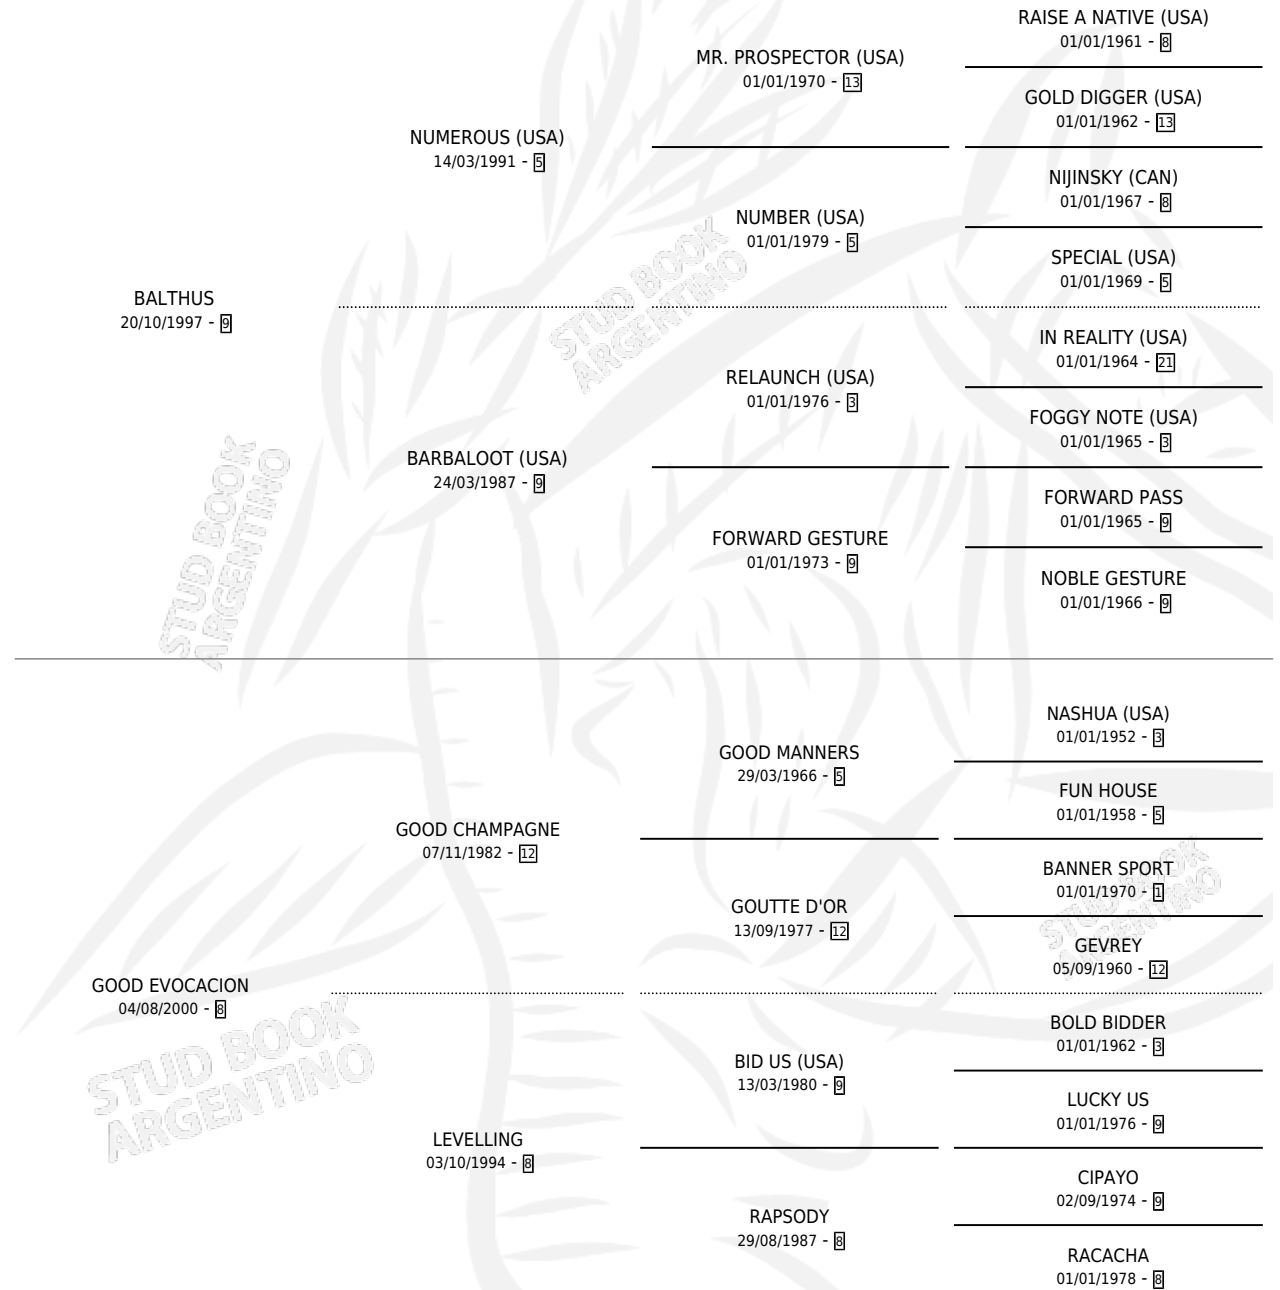 RAISE A NATIVE (USA)
01/01/1961 - 8
MR. PROSPECTOR (USA)
01/01/1970 - 13
GOLD DIGGER (USA)
01/01/1962 - 13
NUMEROUS (USA)
14/03/1991 - 5
NIJINSKY (CAN)
01/01/1967 - 8
NUMBER (USA)
01/01/1979 - 5
SPECIAL (USA)
01/01/1969 - 5
BALTHUS
20/10/1997 - 9
IN REALITY (USA)
01/01/1964 - 21
RELAUNCH (USA)
01/01/1976 - 3
FOGGY NOTE (USA)
01/01/1965 - 3
BARBALOOT (USA)
24/03/1987 - 9
FORWARD PASS
01/01/1965 - 9
FORWARD GESTURE
01/01/1973 - 9
NOBLE GESTURE
01/01/1966 - 9
NASHUA (USA)
01/01/1952 - 3
GOOD MANNERS
29/03/1966 - 5
FUN HOUSE
01/01/1958 - 5
GOOD CHAMPAGNE
07/11/1982 - 12
BANNER SPORT
01/01/1970 - 1
GOUTTE D'OR
13/09/1977 - 12
GEVREY
05/09/1960 - 12
GOOD EVOCACION
04/08/2000 - 8
BOLD BIDDER
01/01/1962 - 3
BID US (USA)
13/03/1980 - 9
LUCKY US
01/01/1976 - 9
LEVELLING
03/10/1994 - 8
CIPAYO
02/09/1974 - 9
RAPSODY
29/08/1987 - 8
RACACHA
01/01/1978 - 8
STUD BOOK
ARGENTINO
STUD BOOK
ARGENTINO
STUD BOOK
ARGENTINO
STUD BOOK
ARGENTINO